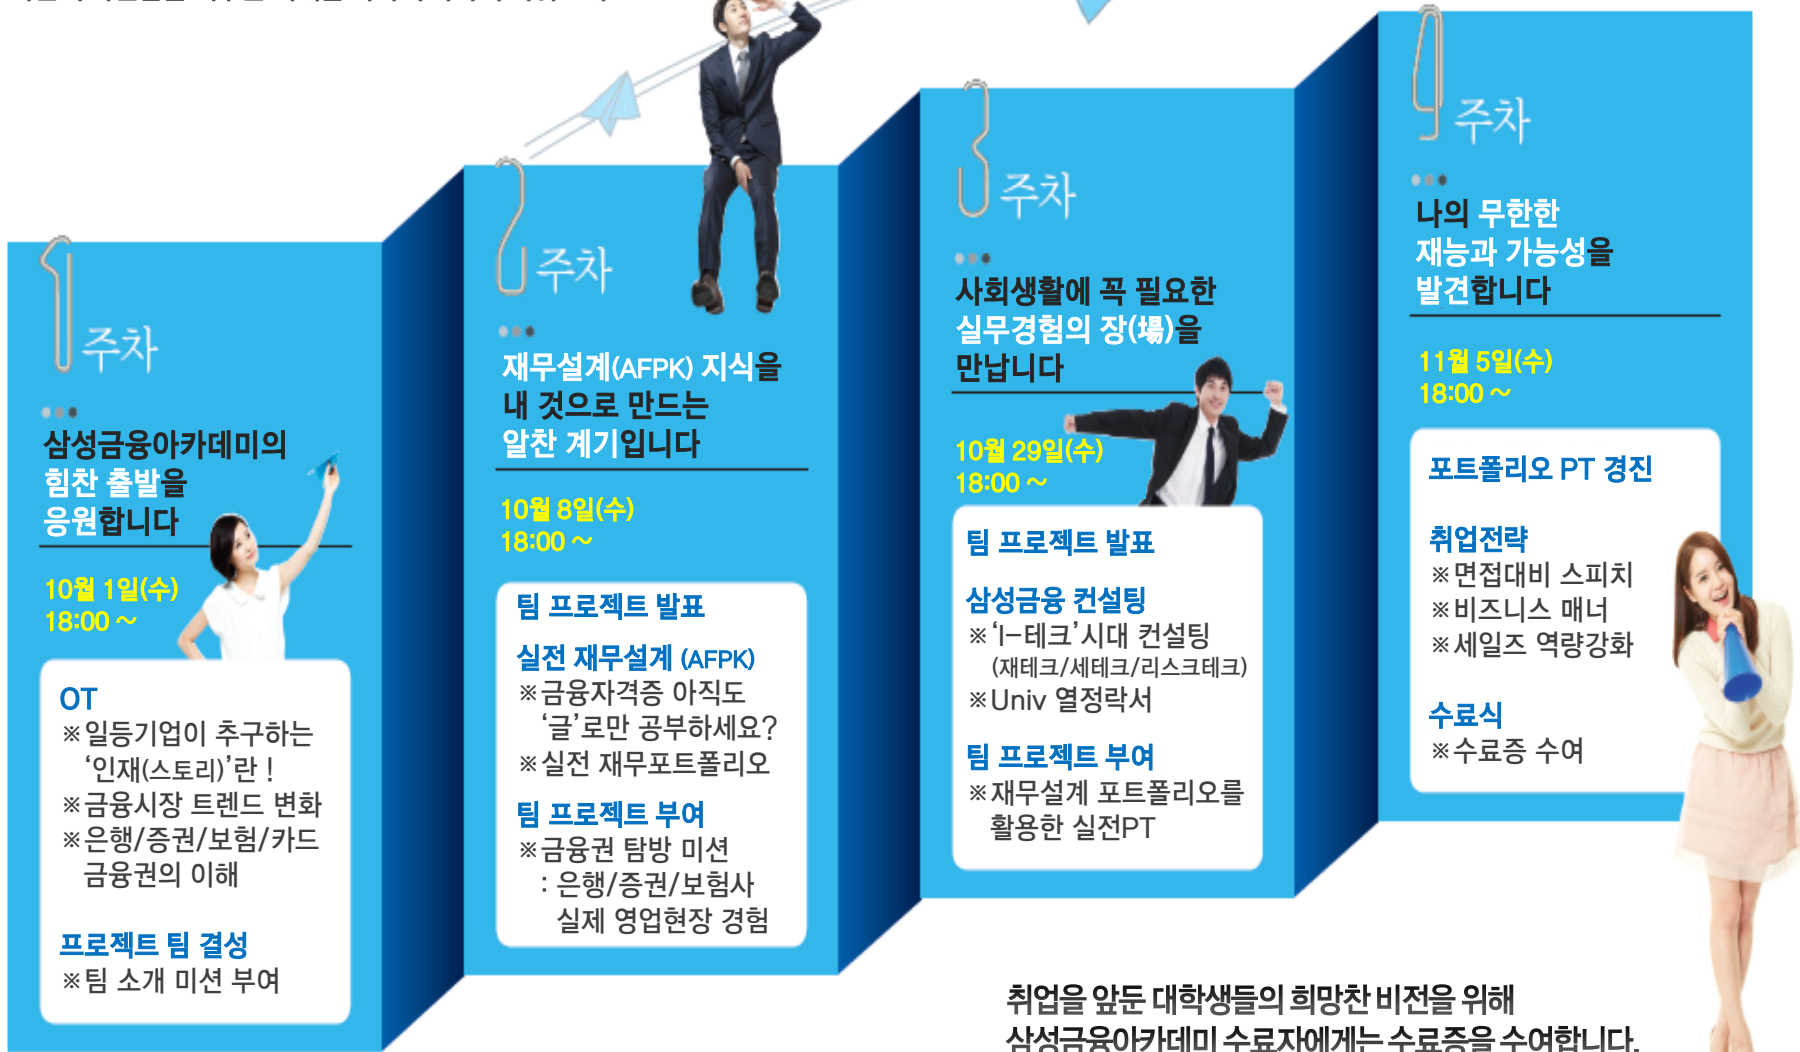 1주차
삼성금융아카데미의
힘찬 출발을
응원합니다
10월 1일(수)
18:00 ~
OT
※일등기업이 추구하는
‘인재(스토리)’란 !
※금융시장 트렌드 변화
※은행/증권/보험/카드
금융권의 이해
프로젝트 팀 결성
※팀 소개 미션 부여
2주차
재무설계(AFPK) 지식을
내 것으로 만드는
알찬 계기입니다
10월 8일(수)
18:00 ~
팀 프로젝트 발표
실전 재무설계 (AFPK)
※금융자격증 아직도
‘글’로만 공부하세요?
※실전 재무포트폴리오
팀 프로젝트 부여
※금융권 탐방 미션
: 은행/증권/보험사
실제 영업현장 경험
3주차
사회생활에 꼭 필요한
실무경험의 장(場)을
만납니다
10월 29일(수)
18:00 ~
팀 프로젝트 발표
삼성금융 컨설팅
※‘I-테크’시대 컨설팅
(재테크/세테크/리스크테크)
※Univ 열정락서
팀 프로젝트 부여
※재무설계 포트폴리오를
활용한 실전PT
9주차
나의 무한한
재능과 가능성을
발견합니다
11월 5일(수)
18:00 ~
포트폴리오 PT 경진
취업전략
※면접대비 스피치
※비즈니스 매너
※세일즈 역량강화
수료식
※수료증 수여
취업을 앞둔 대학생들의 희망찬 비전을 위해
삼성금융아카데미 수료자에게는 수료증을 수여합니다.